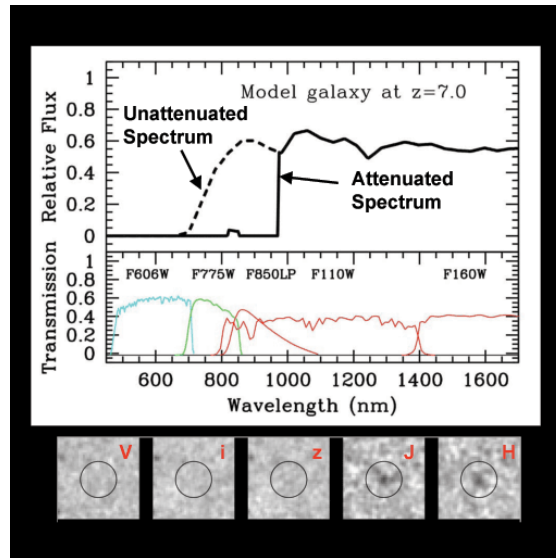 Model galaxy at z=7.0
Unattenuated
Spectrum
Attenuated
Spectrum
Relative Flux
1
0.8
0.6
0.4
0.2
0
F606W F775W F850LP F110W F160W
Transmission
0.8
0.6
0.4
0.2
0
600 800 1000 1200 1400 1600
Wavelength (nm)
V i z J H